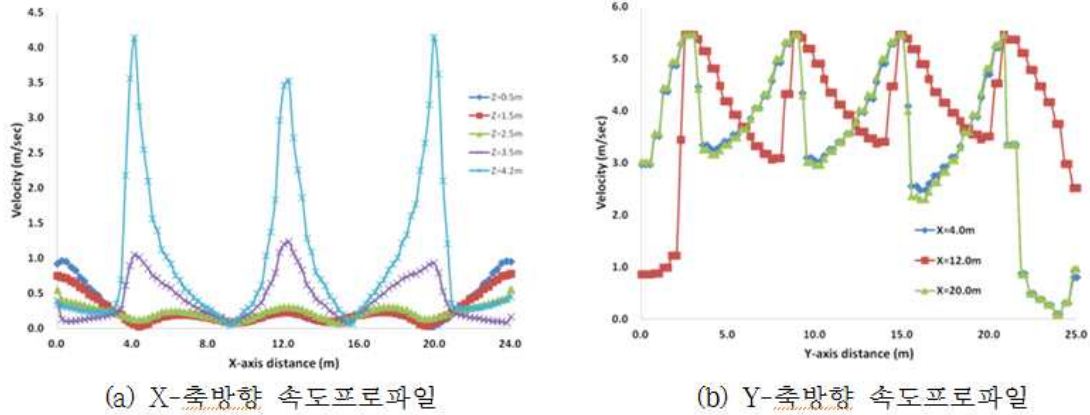 4.5
4.0
3.5
3.0
2.5
2.0
1.5
1.0
0.5
0.0
Velocity (m/sec)
0.0 4.0 8.0 12.0 16.0 20.0 24.0
X-axis distance (m)
Z=0.5m
Z=1.5m
Z=2.5m
Z=3.5m
Z=4.2m
(a) X-축방향 속도프로파일
6.0
5.0
4.0
3.0
2.0
1.0
0.0
Velocity (m/sec)
0.0 5.0 10.0 15.0 20.0 25.0
Y-axis distance (m)
X=4.0m
X=12.0m
X=20.0m
(b) Y-축방향 속도프로파일